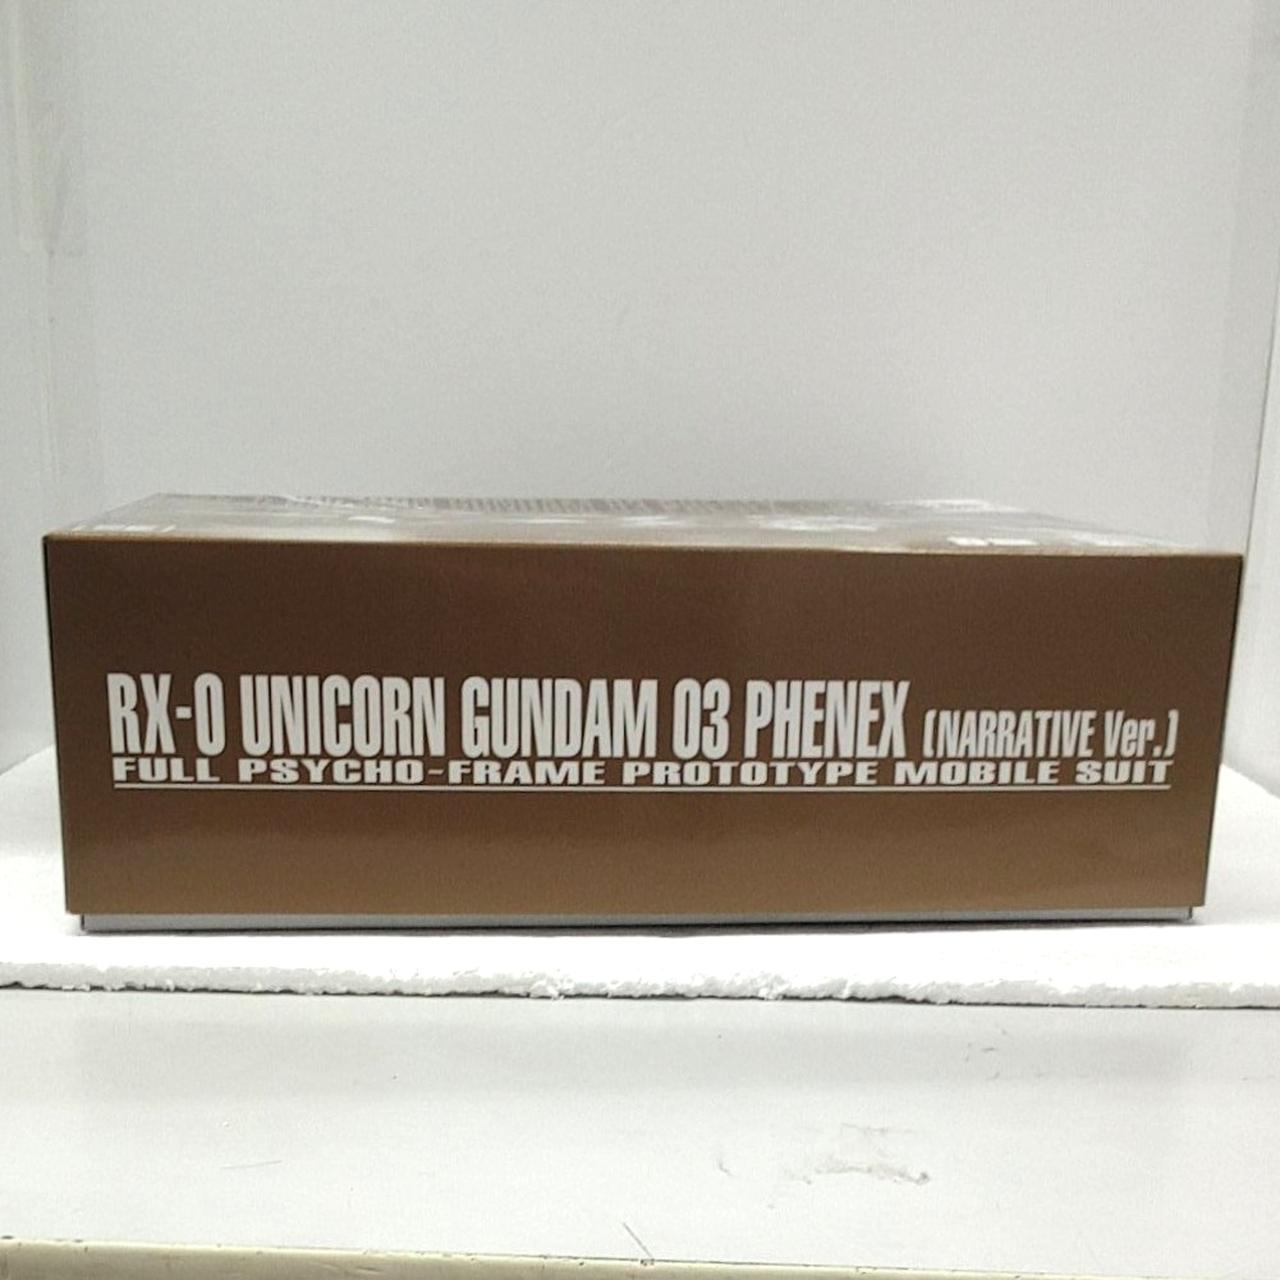 RX-0 UNICORN GUNDAM 03 PHENEX (NARRATIVE Ver.)
FULL PSYCHO-FRAME PROTOTYPE MOBILE SUIT